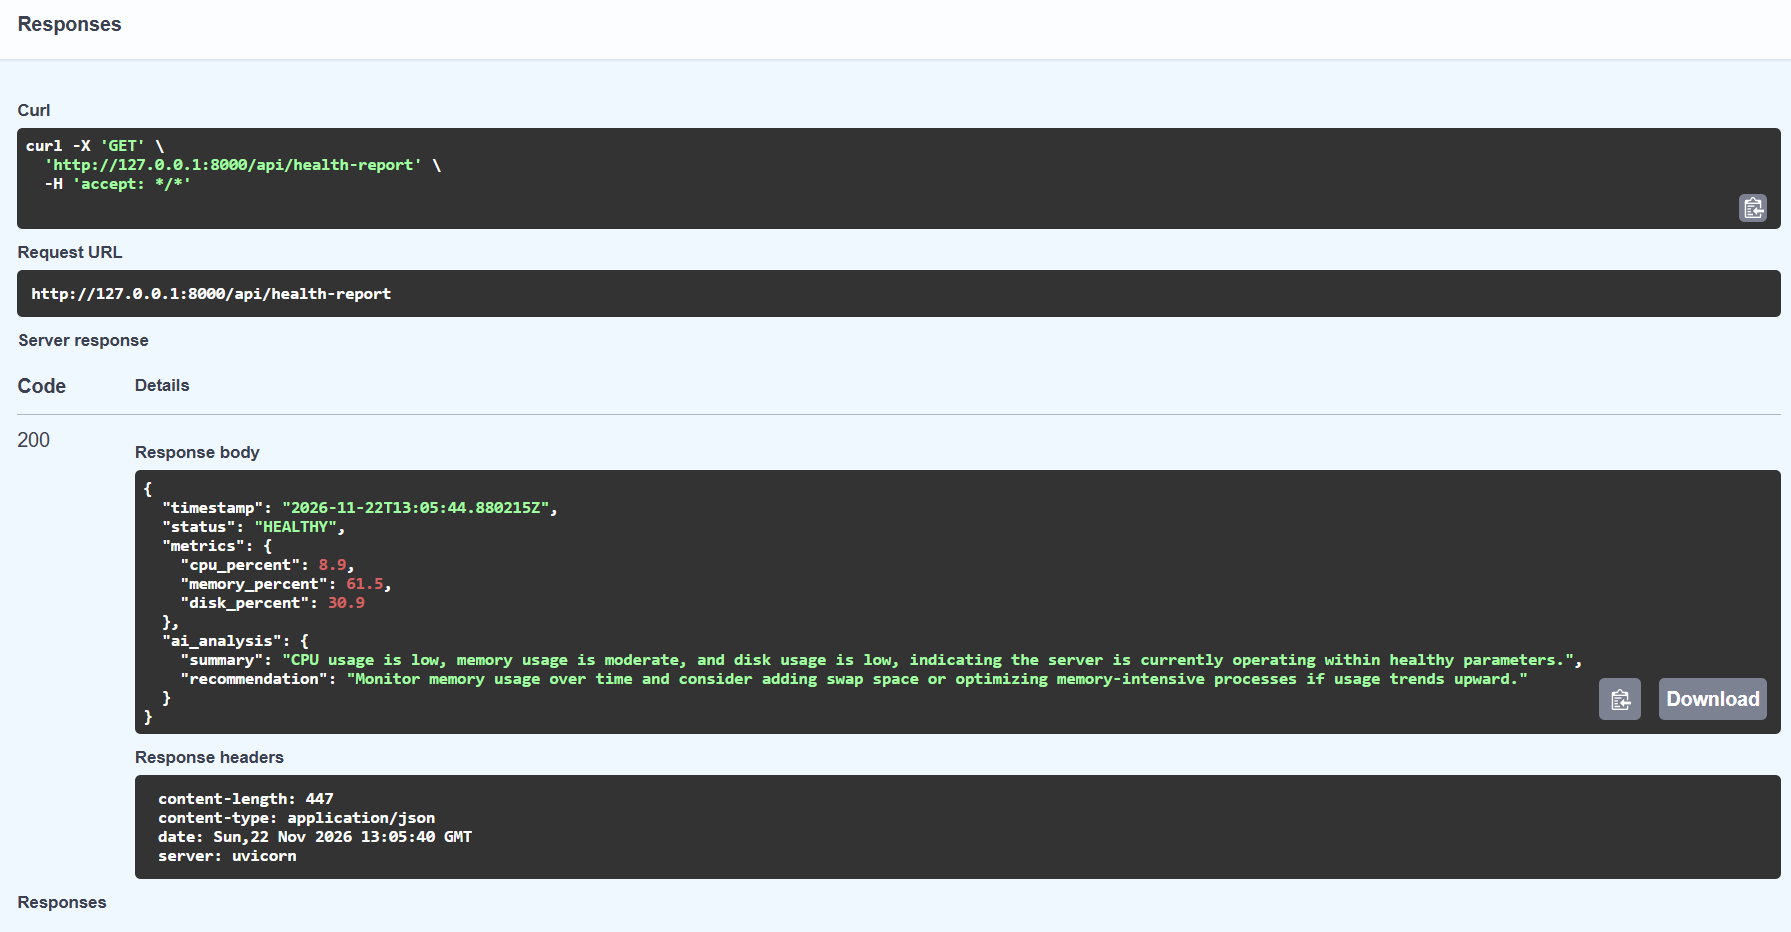 Responses
Curl
curl -X 'GET' \
  'http://127.0.0.1:8000/api/health-report' \
  -H 'accept: */*'
Request URL
http://127.0.0.1:8000/api/health-report
Server response
Code Details
200
Response body
{
  "timestamp": "2026-11-22T13:05:44.880215Z",
  "status": "HEALTHY",
  "metrics": {
    "cpu_percent": 8.9,
    "memory_percent": 61.5,
    "disk_percent": 30.9
  },
  "ai_analysis": {
    "summary": "CPU usage is low, memory usage is moderate, and disk usage is low, indicating the server is currently operating within healthy parameters.",
    "recommendation": "Monitor memory usage over time and consider adding swap space or optimizing memory-intensive processes if usage trends upward."
  }
}
Download
Response headers
content-length: 447
content-type: application/json
date: Sun,22 Nov 2026 13:05:40 GMT
server: uvicorn
Responses